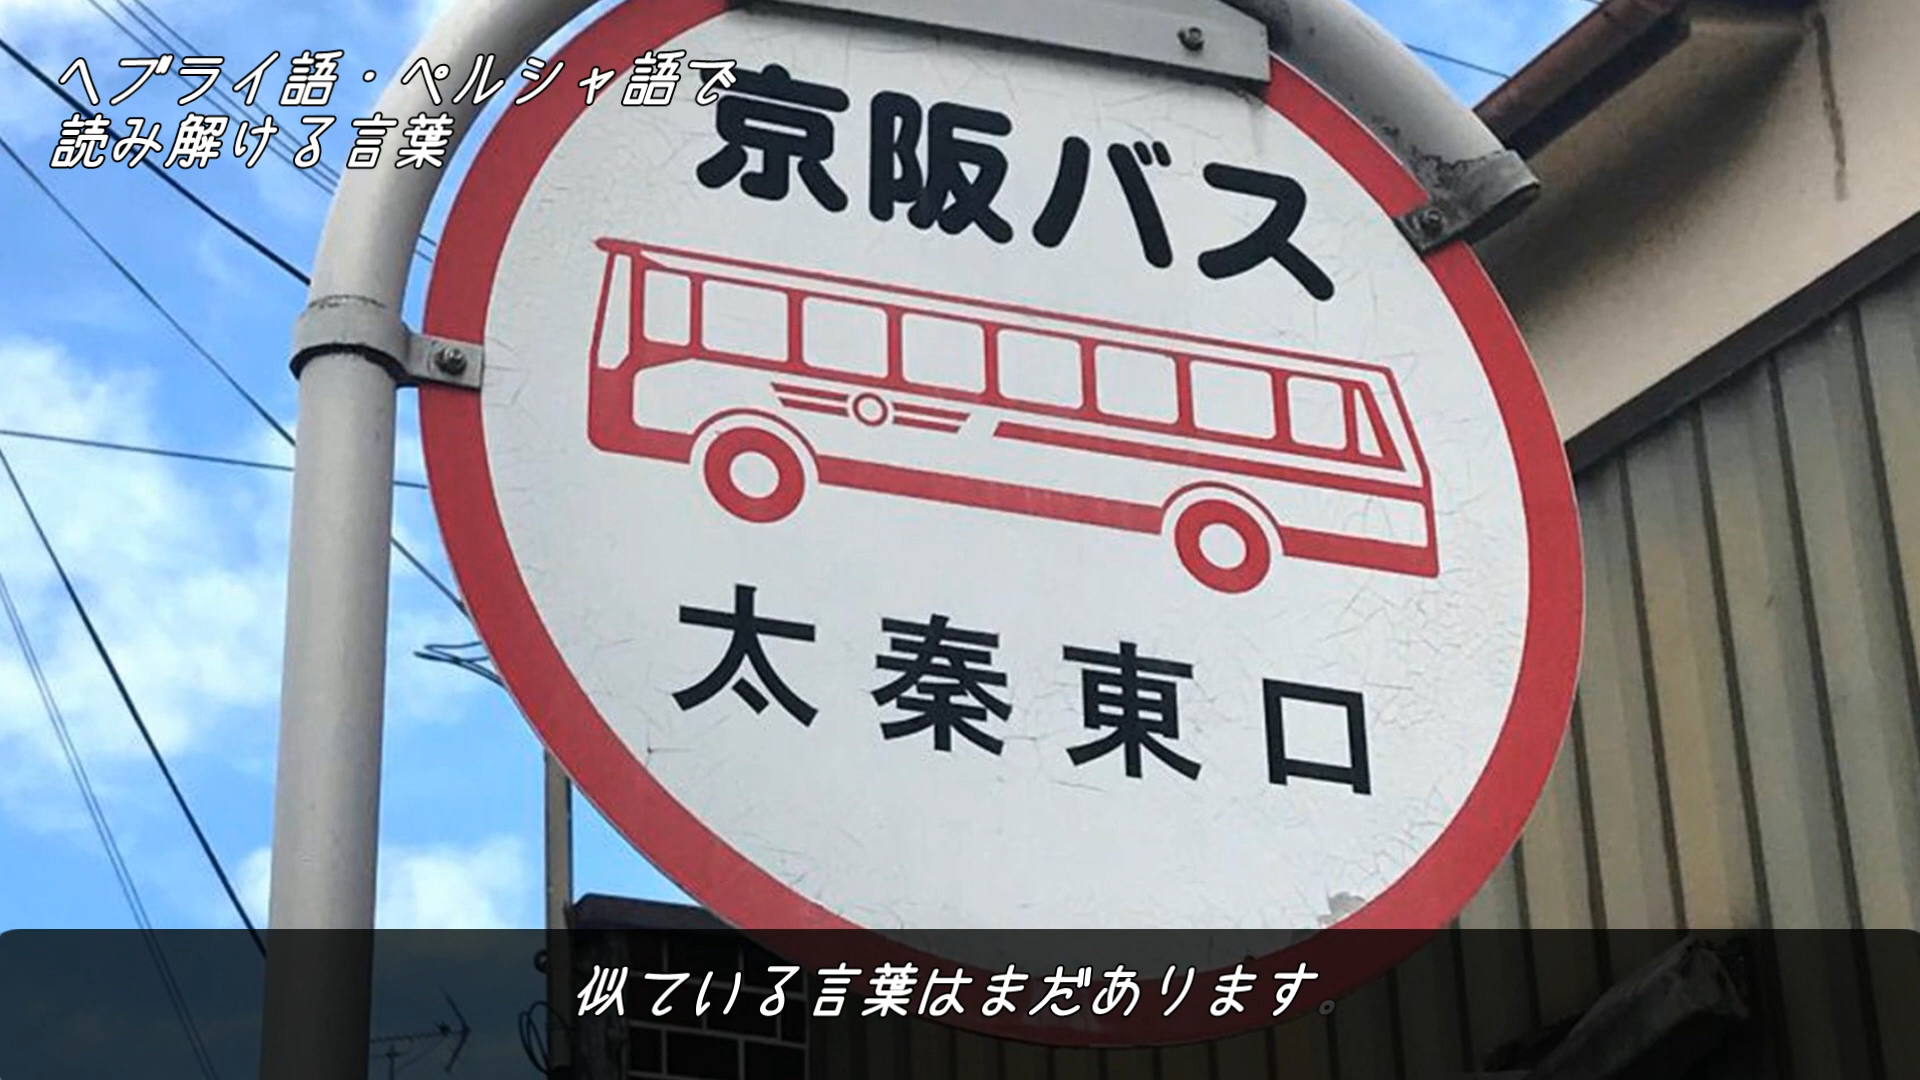 ヘブライ語・ペルシャ語で
読み解ける言葉
京阪バス
太秦東口
似ている言葉はまだあります。